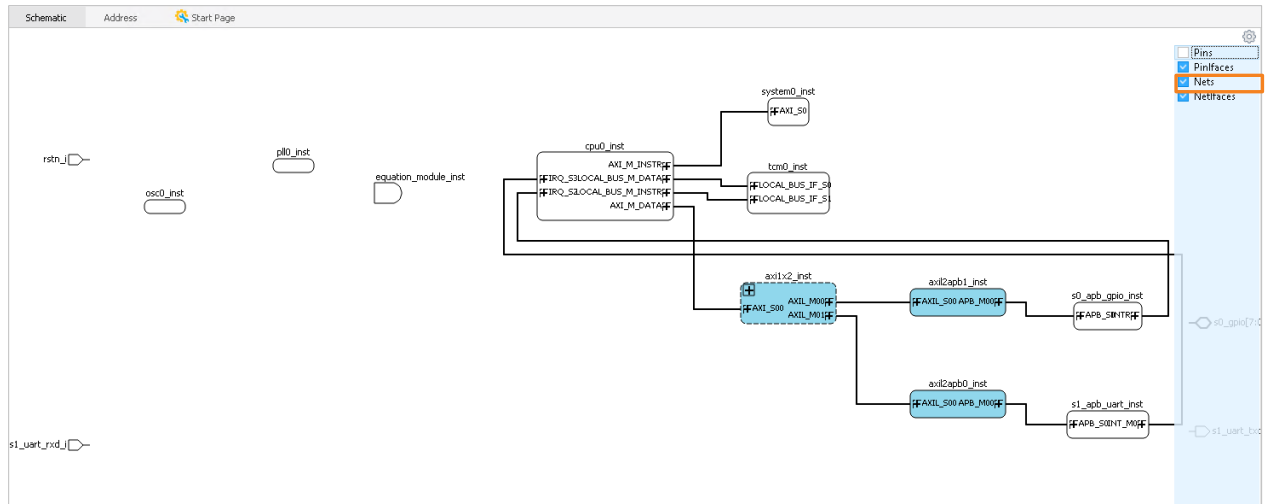 Schematic
Address
Start Page
Pins
PinIfaces
Nets
NetIfaces
system0_inst
AXI_S0
rstn_i
pll0_inst
cpu0_inst
AXI_M_INSTR
IRQ_S3LOCAL_BUS_M_DATA
IRQ_S2LOCAL_BUS_M_INSTR
AXI_M_DATA
tcm0_inst
LOCAL_BUS_IF_S0
LOCAL_BUS_IF_S1
equation_module_inst
osc0_inst
axi1x2_inst
AXI_S00
AXIL_M00
AXIL_M01
axil2apb1_inst
AXIL_S00 APB_M00
s0_apb_gpio_inst
APB_S0INTR
s0_gpio[7:0
axil2apb0_inst
AXIL_S00 APB_M00
s1_apb_uart_inst
APB_S0INT_M0
s1_uart_rxd_i
s1_uart_txd